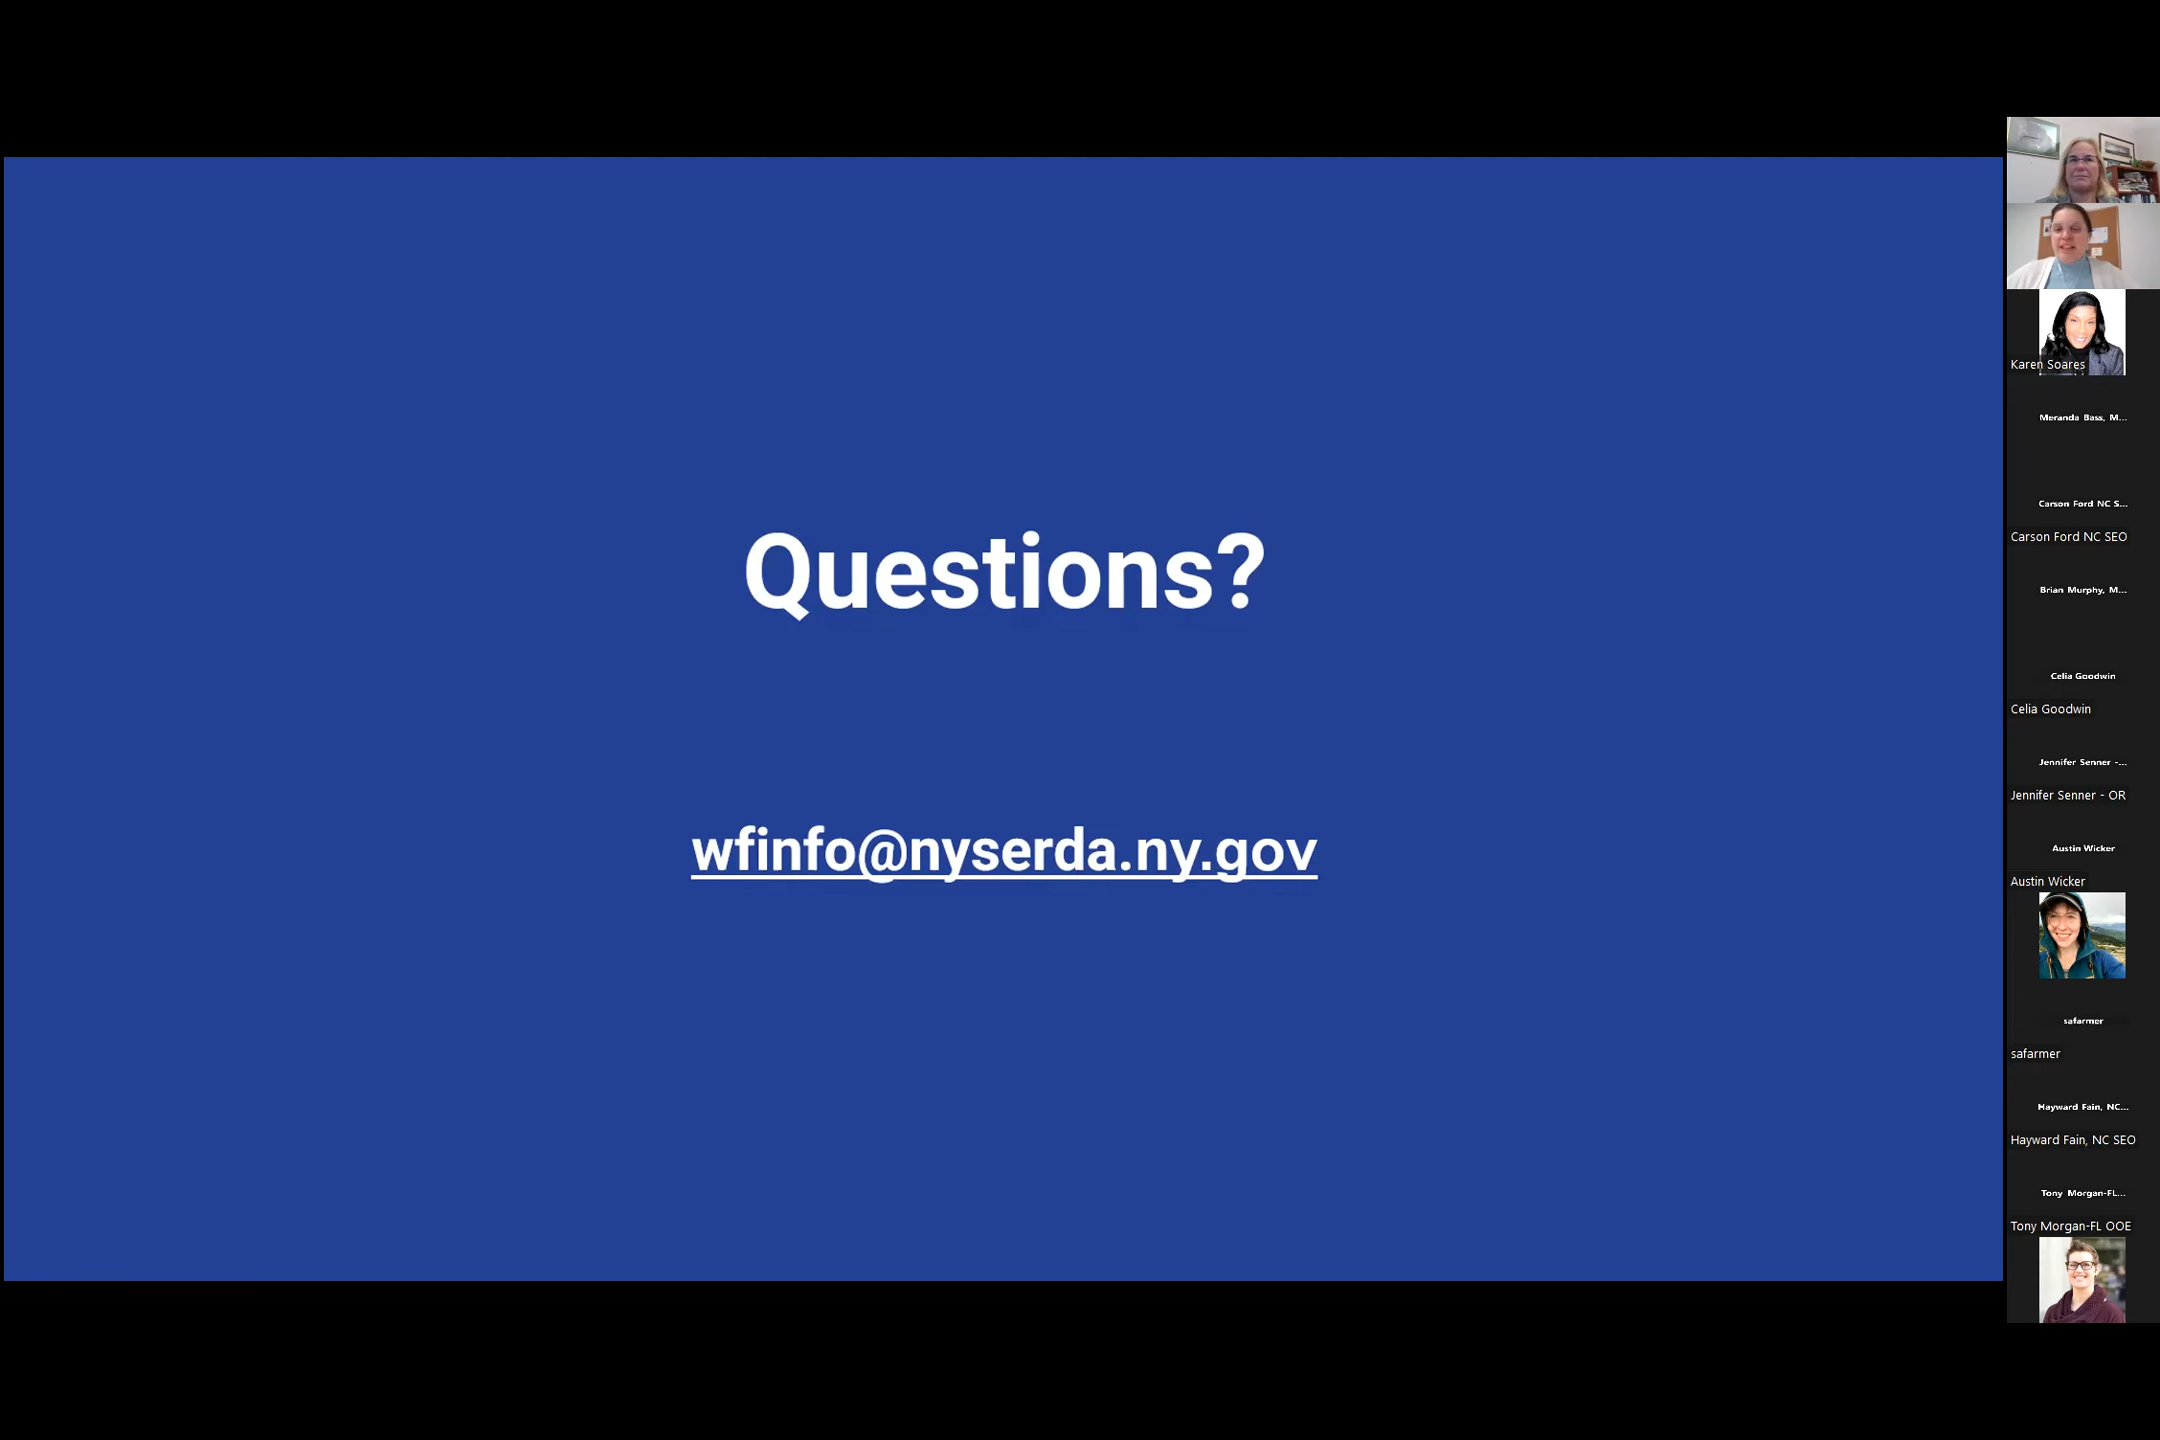 Questions?
wfinfo@nyserda.ny.gov
Karen Soares
Meranda Bass, M...
Carson Ford NC S...
Carson Ford NC SEO
Brian Murphy, M...
Celia Goodwin
Celia Goodwin
Jennifer Senner -...
Jennifer Senner - OR
Austin Wicker
Austin Wicker
safarmer
safarmer
Hayward Fain, NC...
Hayward Fain, NC SEO
Tony Morgan-FL...
Tony Morgan-FL OOE